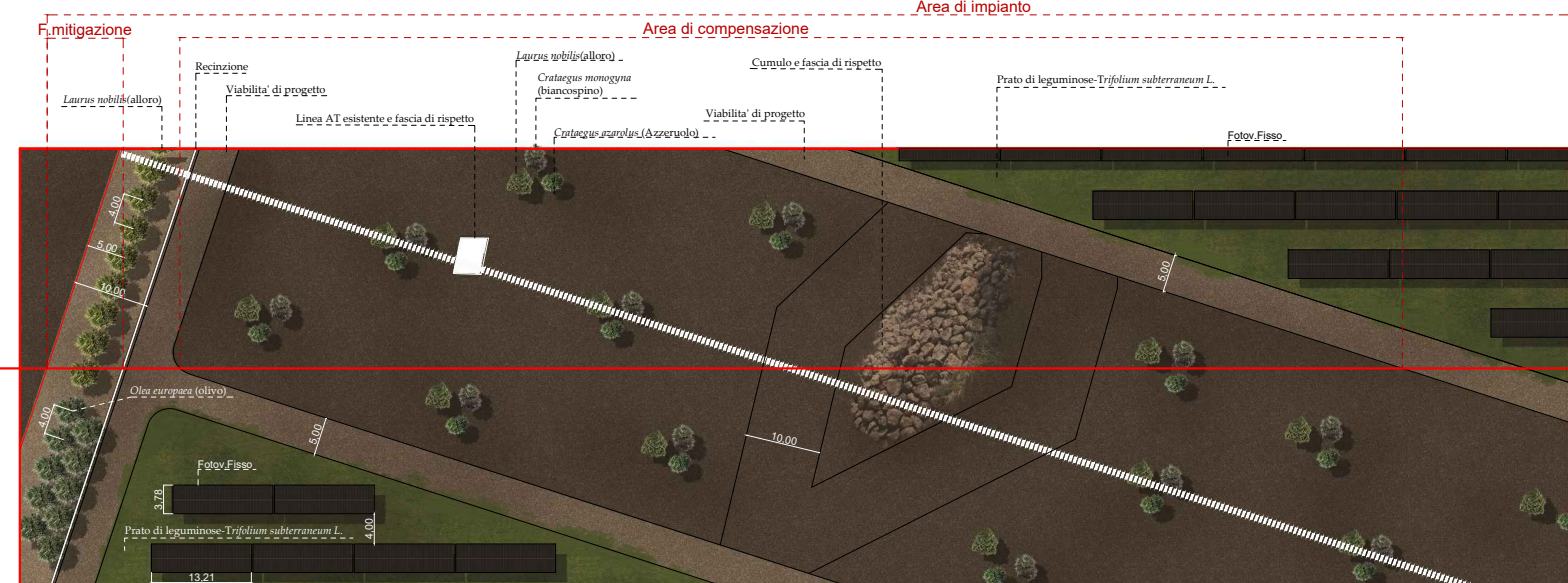 Area di impianto
F.mitigazione
Area di compensazione
Recinzione
Laurus nobilis(alloro)
Cumulo e fascia di rispetto
Crataegus monogyna
(biancospino)
Prato di leguminose-Trifolium subterraneum L.
Viabilita' di progetto
Laurus nobilis(alloro)
Viabilita' di progetto
Linea AT esistente e fascia di rispetto
Crataegus azarolus (Azzeruolo)
Fotov.Fisso
4.00
5.00
10.00
5.00
Olea europaea (olivo)
4.00
5.00
10.00
Fotov.Fisso
3.78
4.00
Prato di leguminose-Trifolium subterraneum L.
13.21